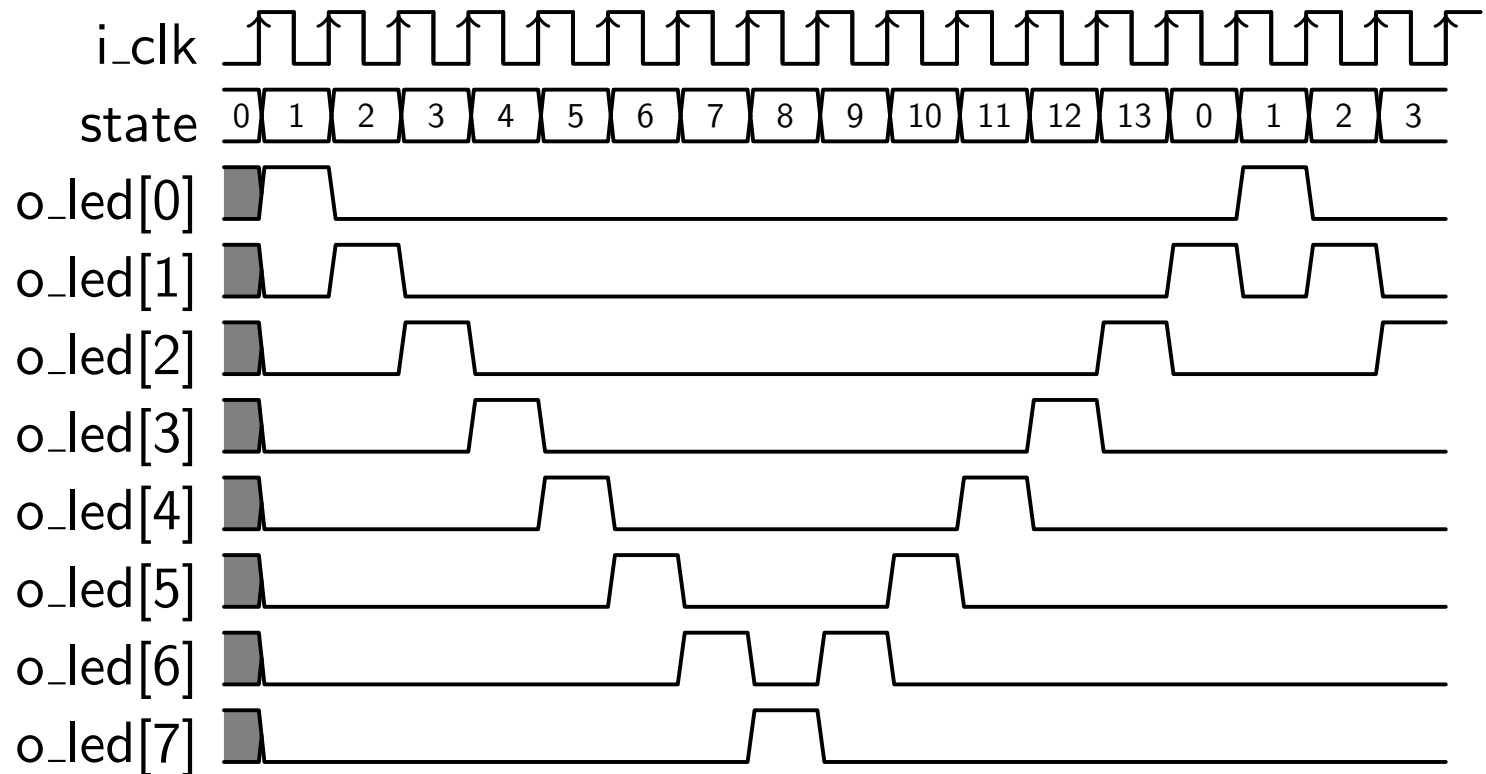 i_clk
state 0 1 2 3 4 5 6 7 8 9 10 11 12 13 0 1 2 3
o_led[0]
o_led[1]
o_led[2]
o_led[3]
o_led[4]
o_led[5]
o_led[6]
o_led[7]